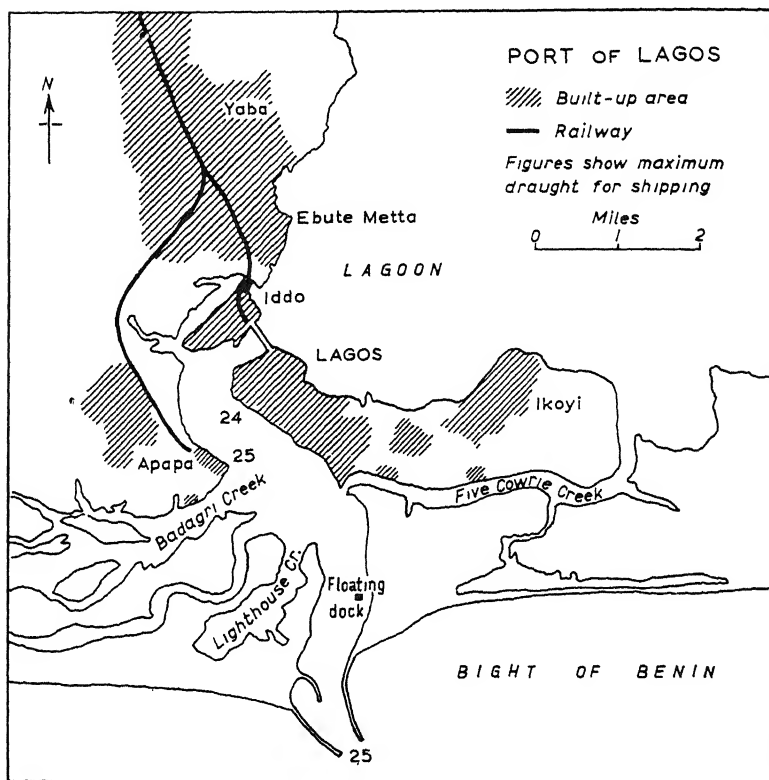 PORT OF LAGOS
Built-up area
Railway
Figures show maximum
draught for shipping
Miles
0 1 2
N
Yaba
Ebute Metta
LAGOON
Iddo
LAGOS
Ikoyi
24
25
Apapa
Badagri Creek
Five Cowrie Creek
Lighthouse Cr.
Floating
dock
BIGHT OF BENIN
25